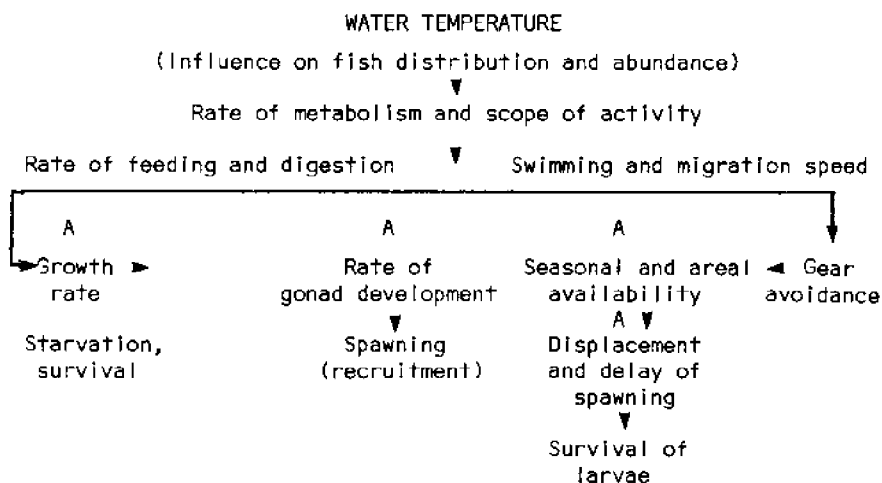 WATER TEMPERATURE
(Influence on fish distribution and abundance)
Rate of metabolism and scope of activity
Rate of feeding and digestion Swimming and migration speed
A A A
Growth Rate of Seasonal and areal Gear
rate gonad development availability avoidance
A
Starvation, Spawning Displacement
survival (recruitment) and delay of
spawning
Survival of
larvae